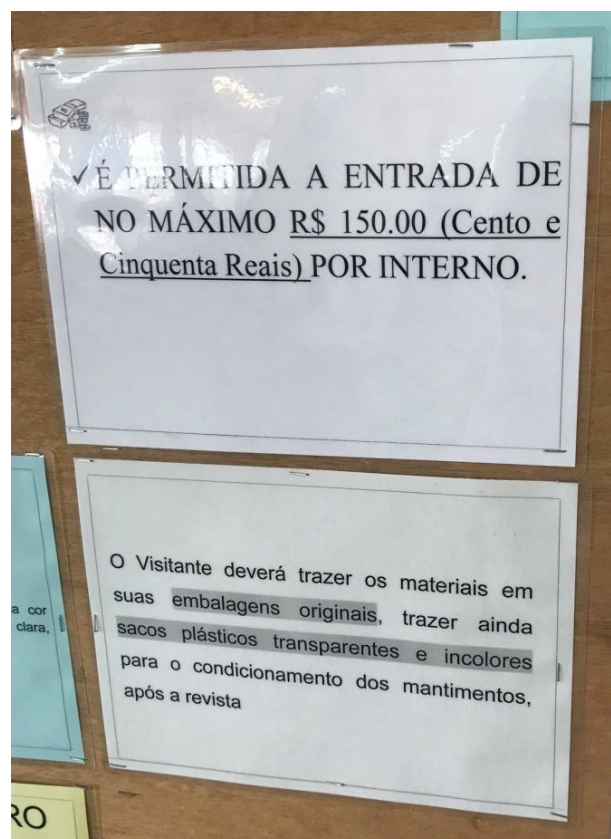 ✓ É PERMITIDA A ENTRADA DE
NO MÁXIMO R$ 150.00 (Cento e
Cinquenta Reais) POR INTERNO.
a cor
clara,
O Visitante deverá trazer os materiais em
suas embalagens originais, trazer ainda
sacos plásticos transparentes e incolores
para o condicionamento dos mantimentos,
após a revista
RO